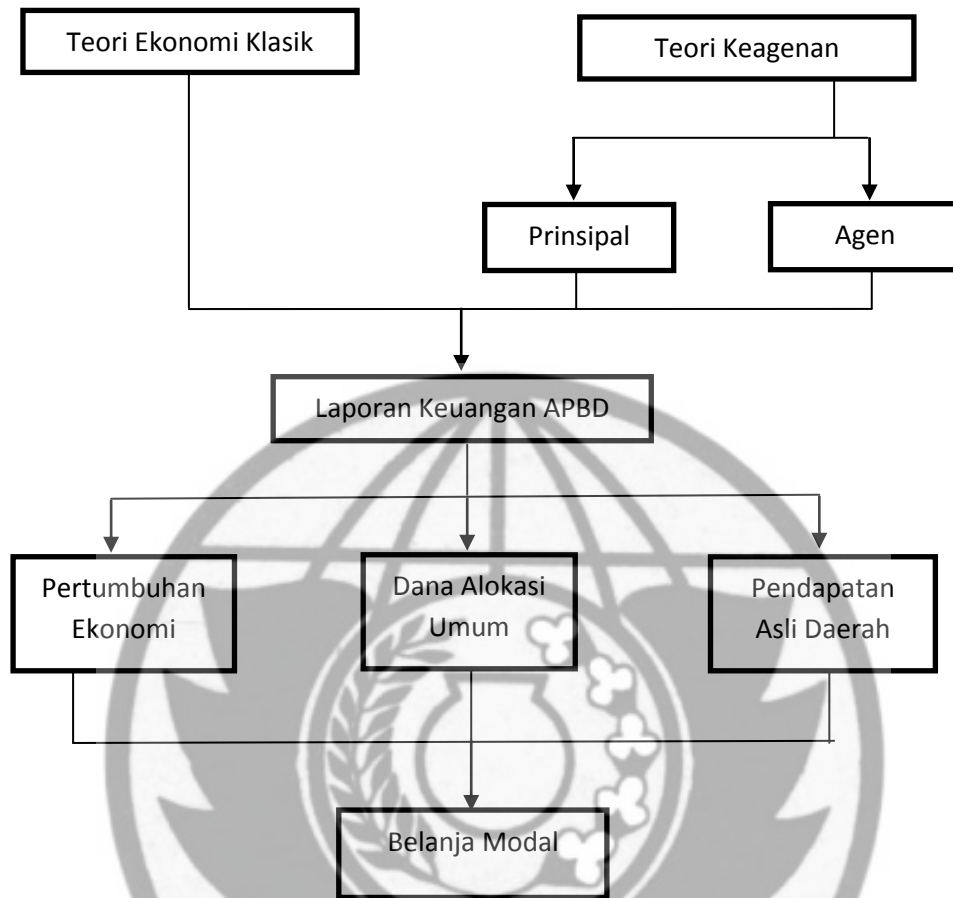 Teori Ekonomi Klasik
Teori Keagenan
Prinsipal
Agen
Laporan Keuangan APBD
Pertumbuhan
Ekonomi
Dana Alokasi
Umum
Pendapatan
Asli Daerah
Belanja Modal